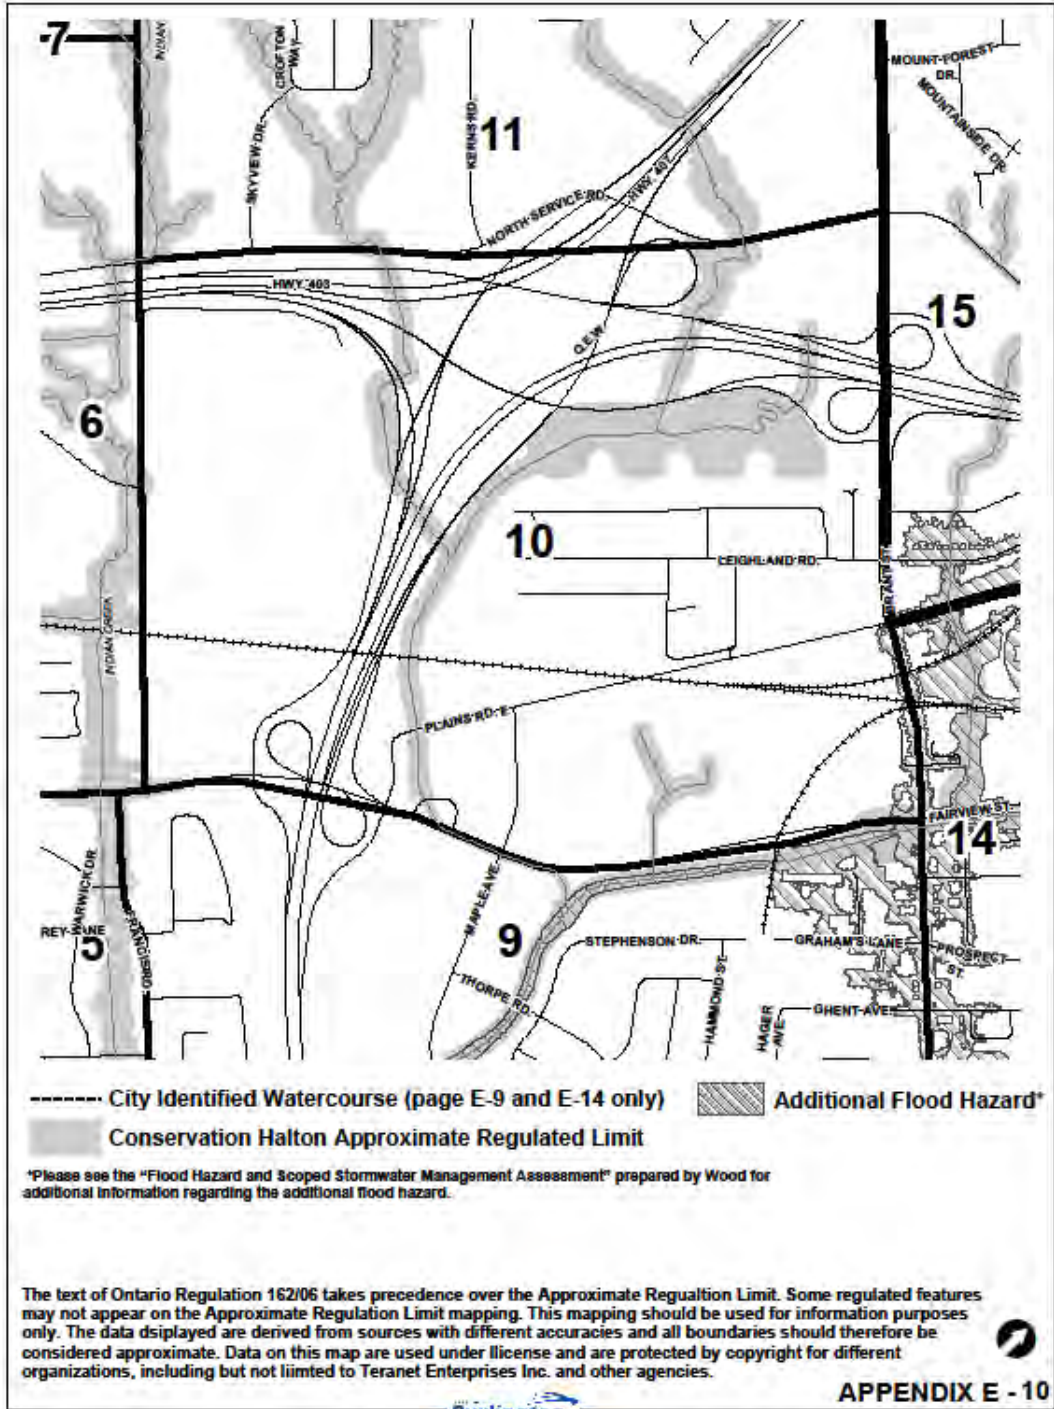 7
INDIAN
CROFTON
WAY
MOUNT FOREST
DR.
MOUNTAINSIDE DR.
KERNS RD.
11
SKYVIEW DR.
HWY. 407
NORTH SERVICE RD.
HWY. 403
15
Q.E.W.
6
10
LEIGHLAND RD.
BRANT ST.
INDIAN CREEK
PLAINS RD. E
FAIRVIEW ST.
14
WARWICK DR.
MAPLE AVE.
FRANCIS RD.
REY LANE
5
9
STEPHENSON DR.
GRAHAM'S LANE
PROSPECT
ST.
THORPE RD.
HAMMOND ST.
HAGER
AVE.
GHENT AVE.
City Identified Watercourse (page E-9 and E-14 only)
Additional Flood Hazard*
Conservation Halton Approximate Regulated Limit
*Please see the "Flood Hazard and Scoped Stormwater Management Assessment" prepared by Wood for
additional information regarding the additional flood hazard.
The text of Ontario Regulation 162/06 takes precedence over the Approximate Regualtion Limit. Some regulated features
may not appear on the Approximate Regulation Limit mapping. This mapping should be used for information purposes
only. The data dsiplayed are derived from sources with different accuracies and all boundaries should therefore be
considered approximate. Data on this map are used under llicense and are protected by copyright for different
organizations, including but not liimted to Teranet Enterprises Inc. and other agencies.
APPENDIX E - 10